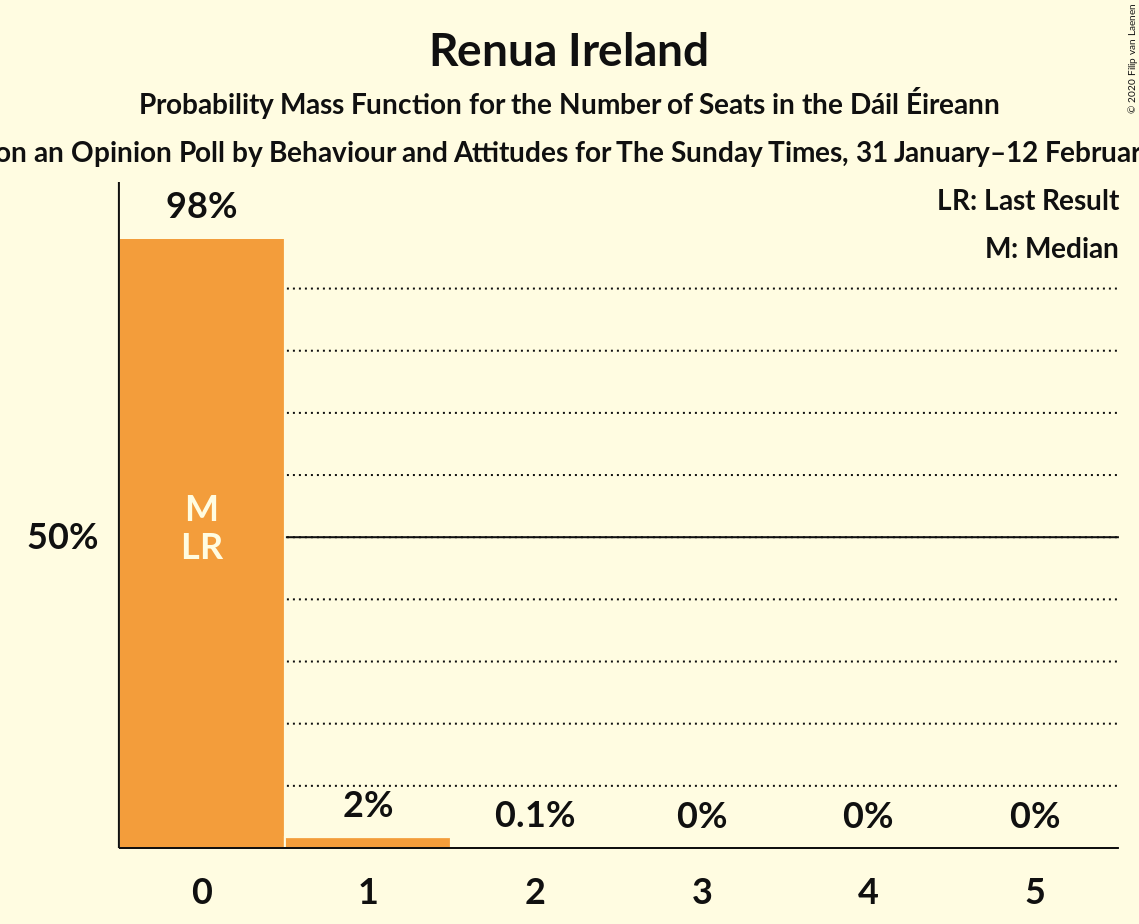 Renua Ireland
Probability Mass Function for the Number of Seats in the Dáil Éireann
on an Opinion Poll by Behaviour and Attitudes for The Sunday Times, 31 January–12 Februar
© 2020 Filip van Laenen
LR: Last Result
M: Median
98%
M
LR
50%
2%
0.1%
0%
0%
0%
0
1
2
3
4
5